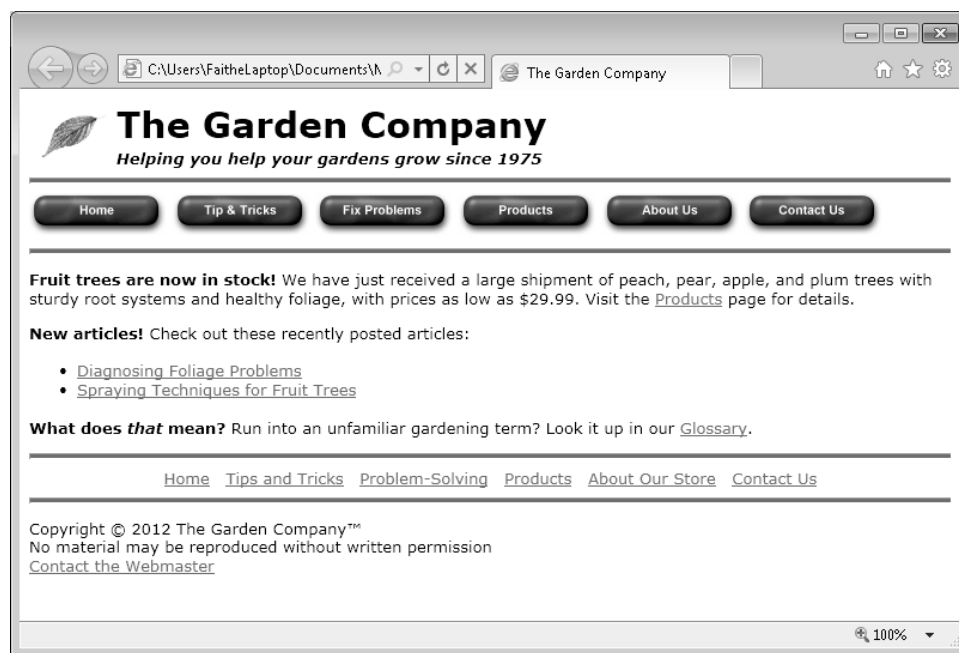 C:\Users\FaitheLaptop\Documents\
The Garden Company
The Garden Company
Helping you help your gardens grow since 1975
Home Tip & Tricks Fix Problems Products About Us Contact Us
Fruit trees are now in stock! We have just received a large shipment of peach, pear, apple, and plum trees with
sturdy root systems and healthy foliage, with prices as low as $29.99. Visit the Products page for details.
New articles! Check out these recently posted articles:
• Diagnosing Foliage Problems
• Spraying Techniques for Fruit Trees
What does that mean? Run into an unfamiliar gardening term? Look it up in our Glossary.
Home Tips and Tricks Problem-Solving Products About Our Store Contact Us
Copyright © 2012 The Garden Company™
No material may be reproduced without written permission
Contact the Webmaster
100%